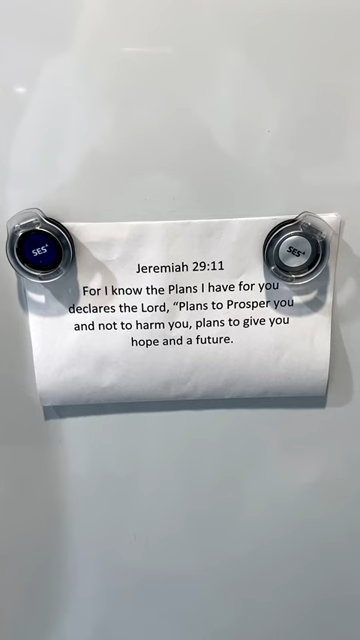 SES
SES
Jeremiah 29:11
For I know the Plans I have for you
declares the Lord, “Plans to Prosper you
and not to harm you, plans to give you
hope and a future.